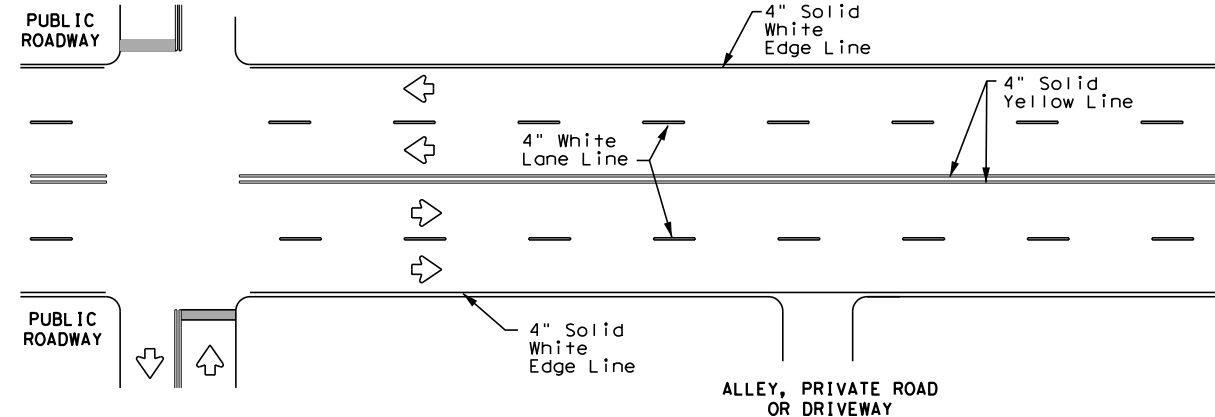 PUBLIC
ROADWAY
4" Solid
White
Edge Line
4" Solid
Yellow Line
4" White
Lane Line
PUBLIC
ROADWAY
4" Solid
White
Edge Line
ALLEY, PRIVATE ROAD
OR DRIVEWAY